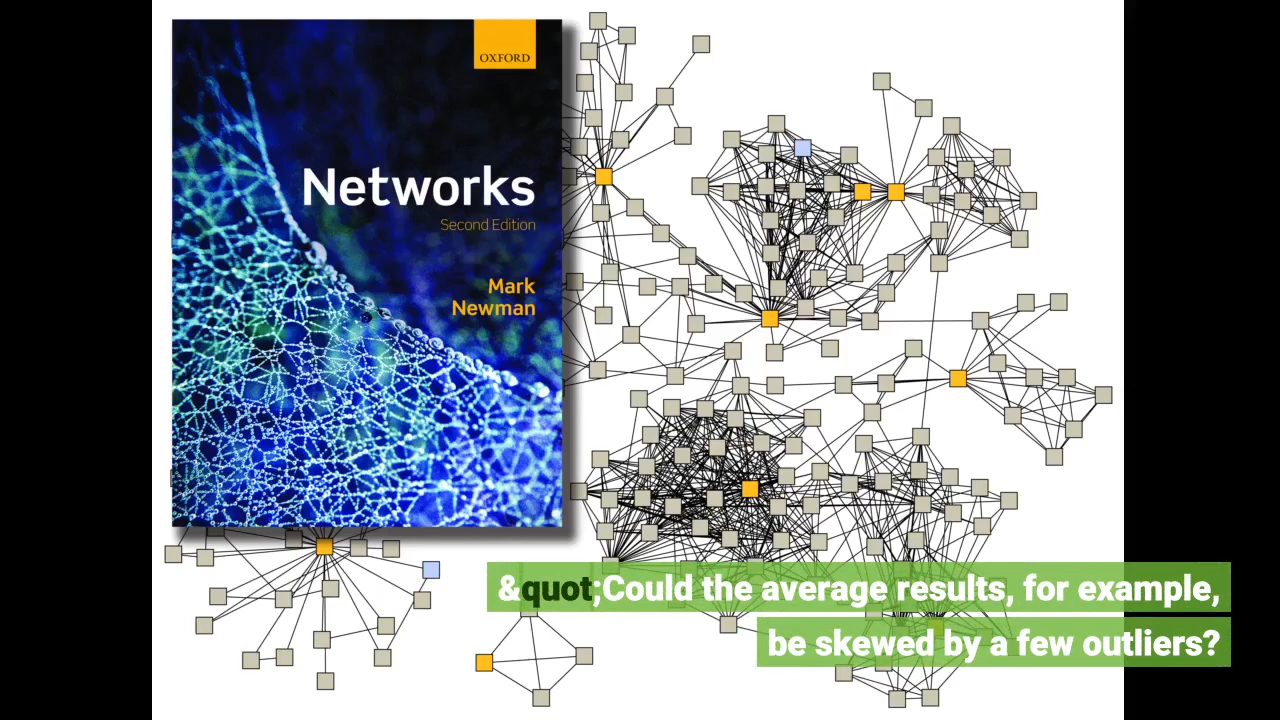 OXFORD
Networks
Second Edition
Mark
Newman
&quot;Could the average results, for example,
be skewed by a few outliers?